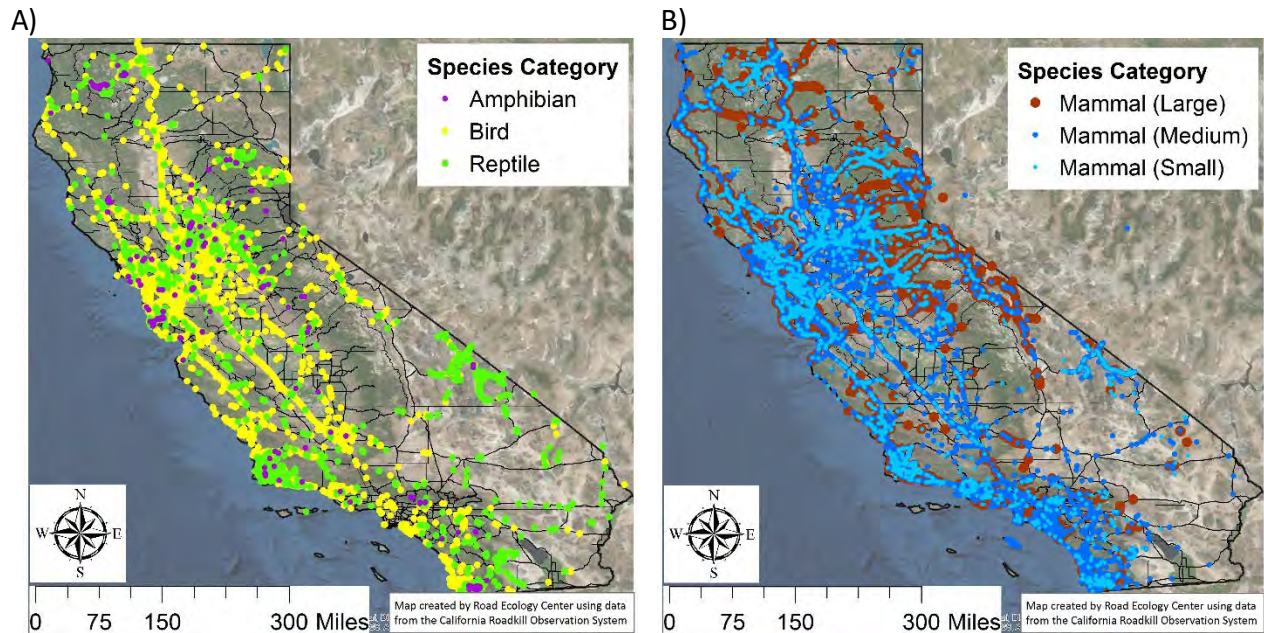 A)
Species Category
Amphibian
Bird
Reptile
N
W E
S
0 75 150 300 Miles
Map created by Road Ecology Center using data
from the California Roadkill Observation System
B)
Species Category
Mammal (Large)
Mammal (Medium)
Mammal (Small)
N
W E
S
0 75 150 300 Miles
Map created by Road Ecology Center using data
from the California Roadkill Observation System